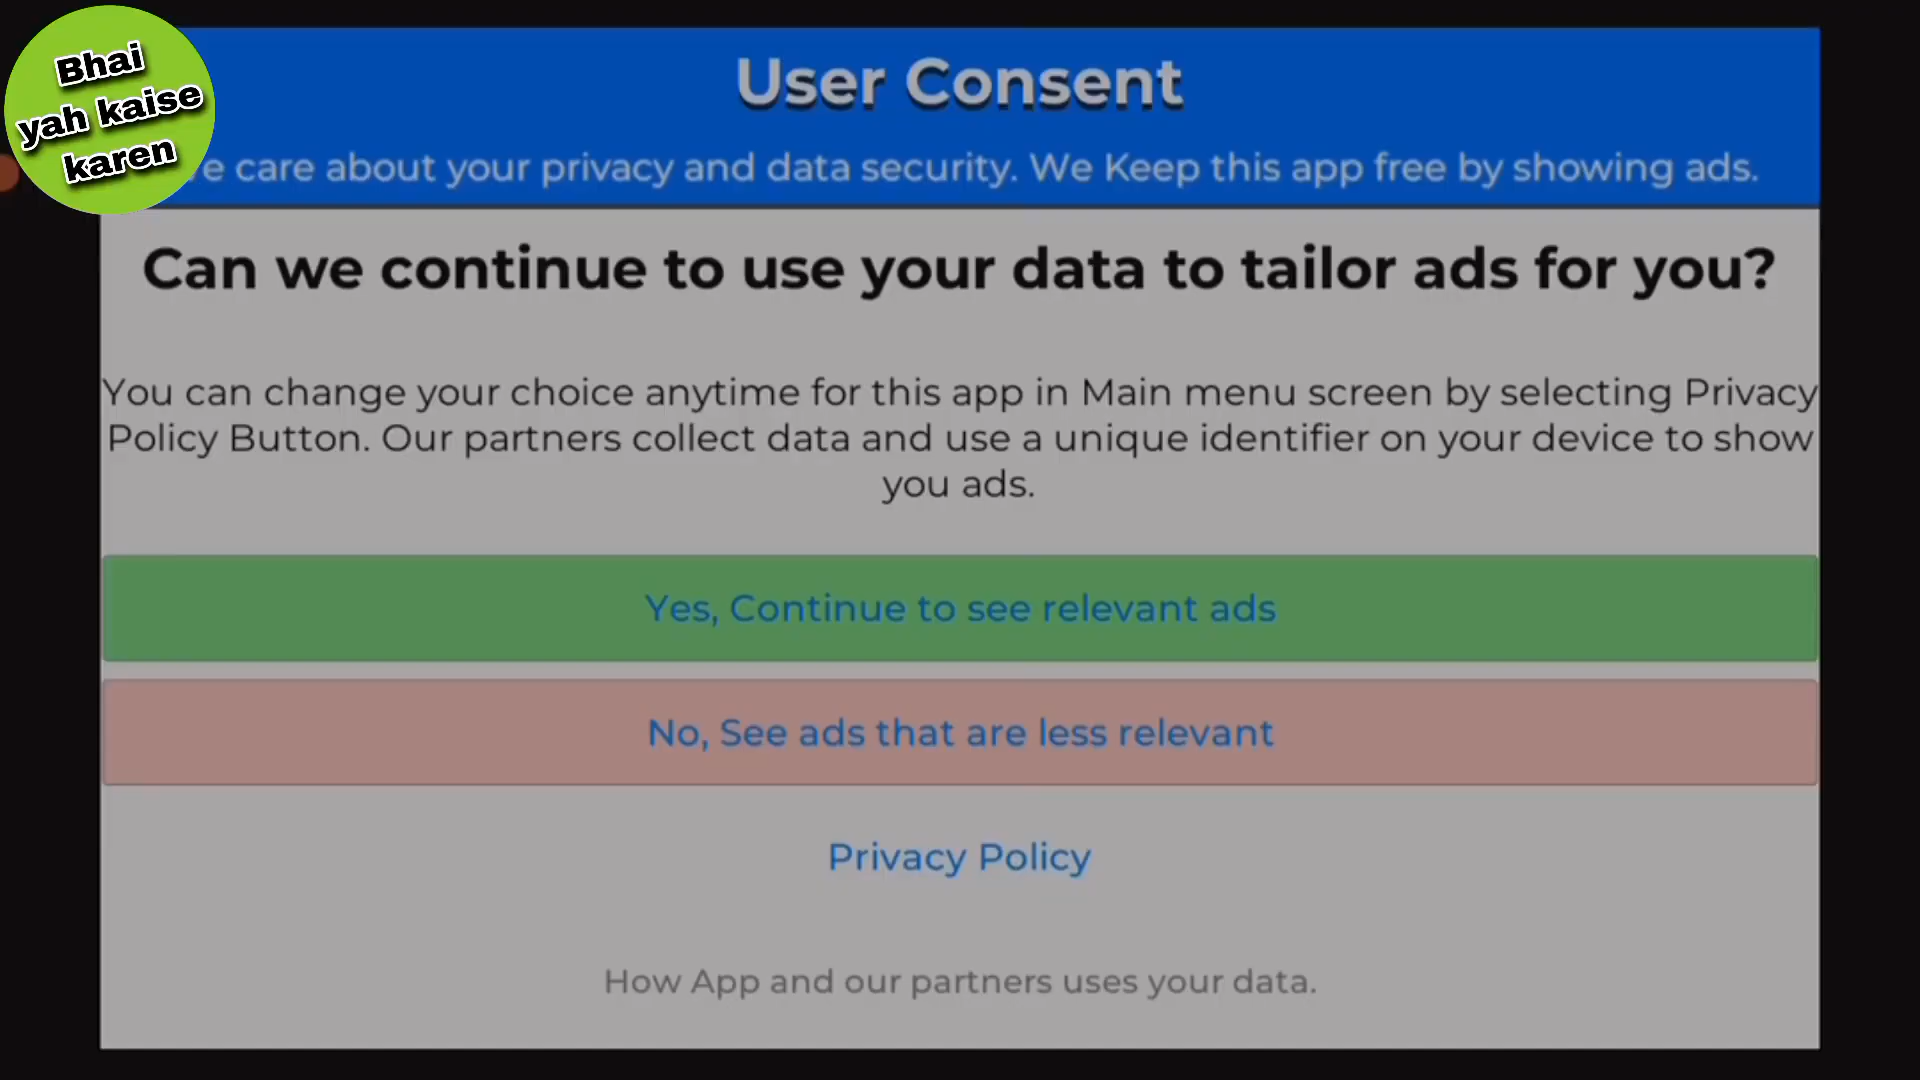 Bhai
yah kaise
karen
User Consent
e care about your privacy and data security. We Keep this app free by showing ads.
Can we continue to use your data to tailor ads for you?
You can change your choice anytime for this app in Main menu screen by selecting Privacy
Policy Button. Our partners collect data and use a unique identifier on your device to show
you ads.
Yes, Continue to see relevant ads
No, See ads that are less relevant
Privacy Policy
How App and our partners uses your data.